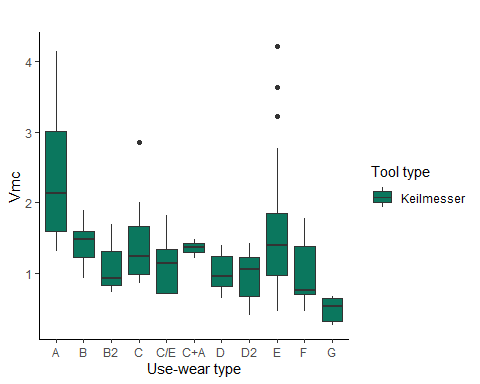 4
3
2
1
Vmc
A B B2 C C/E C+A D D2 E F G
Use-wear type
Tool type
Keilmesser